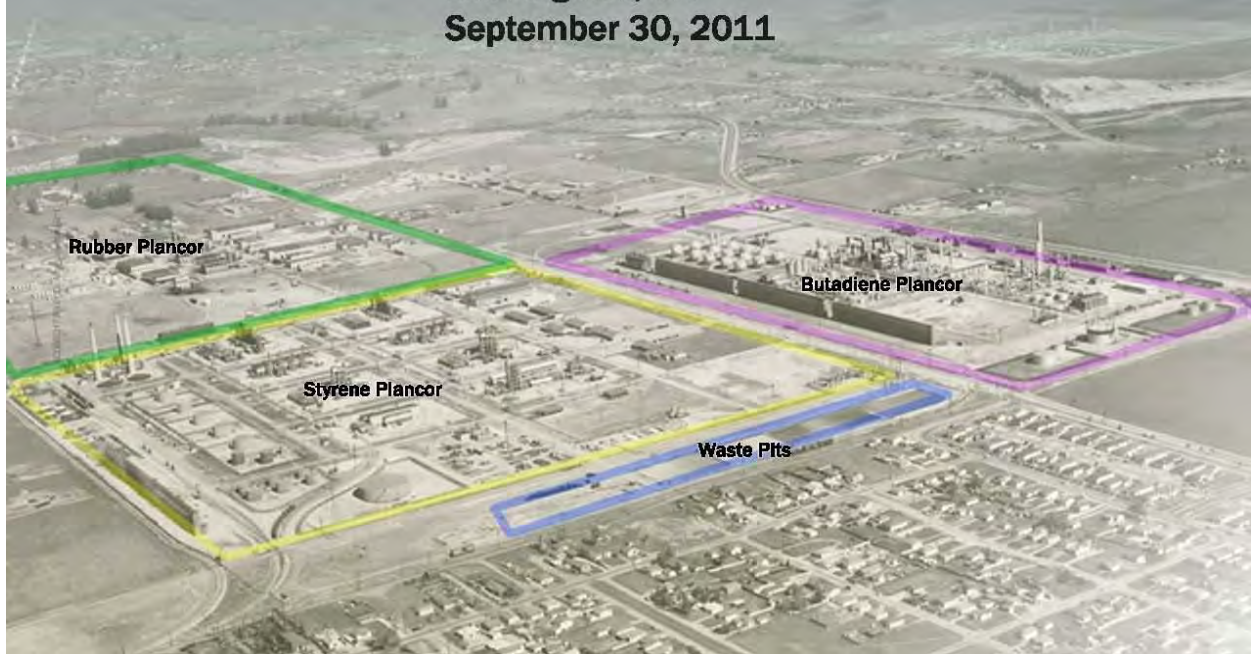 September 30, 2011
Rubber Plancor
Butadiene Plancor
Styrene Plancor
Waste Pits